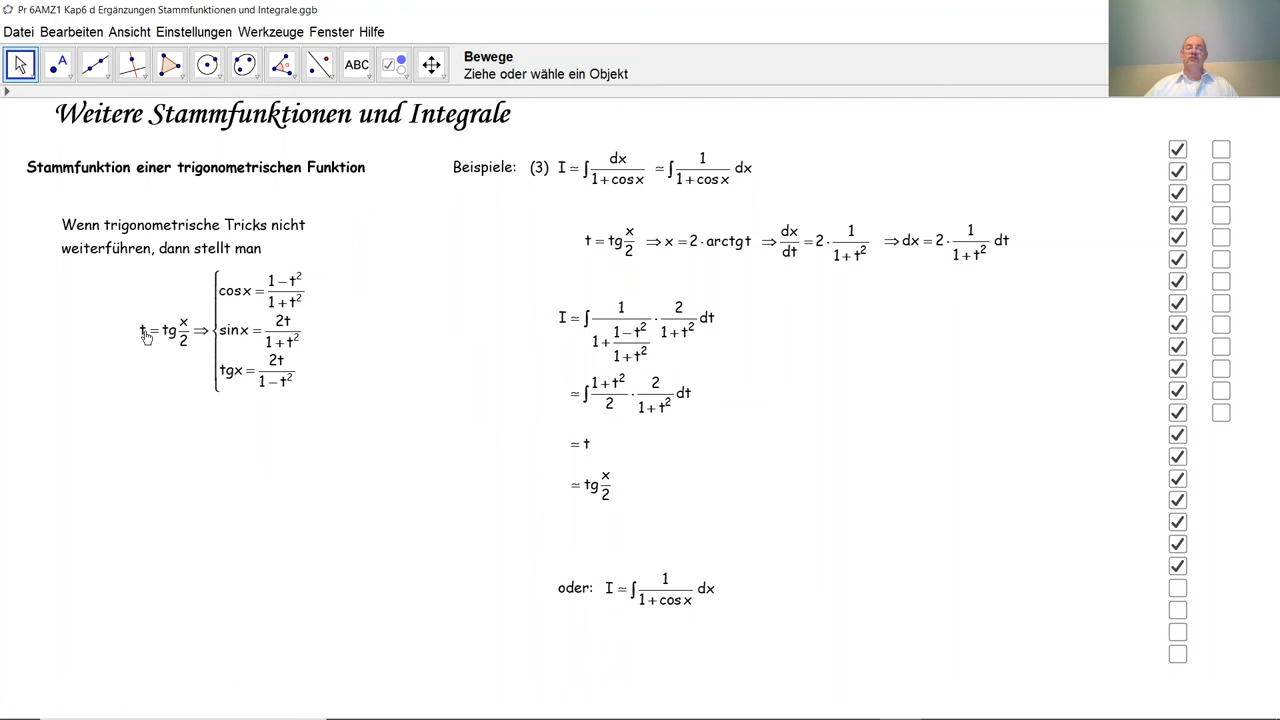 Pr 6AMZ1 Kap6 d Ergänzungen Stammfunktionen und Integrale.ggb
Datei Bearbeiten Ansicht Einstellungen Werkzeuge Fenster Hilfe
A
ABC
Bewege
Ziehe oder wähle ein Objekt
Weitere Stammfunktionen und Integrale
Stammfunktion einer trigonometrischen Funktion
Wenn trigonometrische Tricks nicht
weiterführen, dann stellt man
t = tg x/2 ⇒ { cos x = (1 − t²)/(1 + t²)
sin x = 2t/(1 + t²)
tgx = 2t/(1 − t²)
Beispiele: (3) I ≃ ∫ dx/(1 + cos x) ≃ ∫ 1/(1 + cos x) dx
t = tg x/2 ⇒ x = 2 · arctg t ⇒ dx/dt = 2 · 1/(1 + t²) ⇒ dx = 2 · 1/(1 + t²) dt
I ≃ ∫ 1/(1 + (1 − t²)/(1 + t²)) · 2/(1 + t²) dt
≃ ∫ (1 + t²)/2 · 2/(1 + t²) dt
≃ t
≃ tg x/2
oder: I ≃ ∫ 1/(1 + cos x) dx